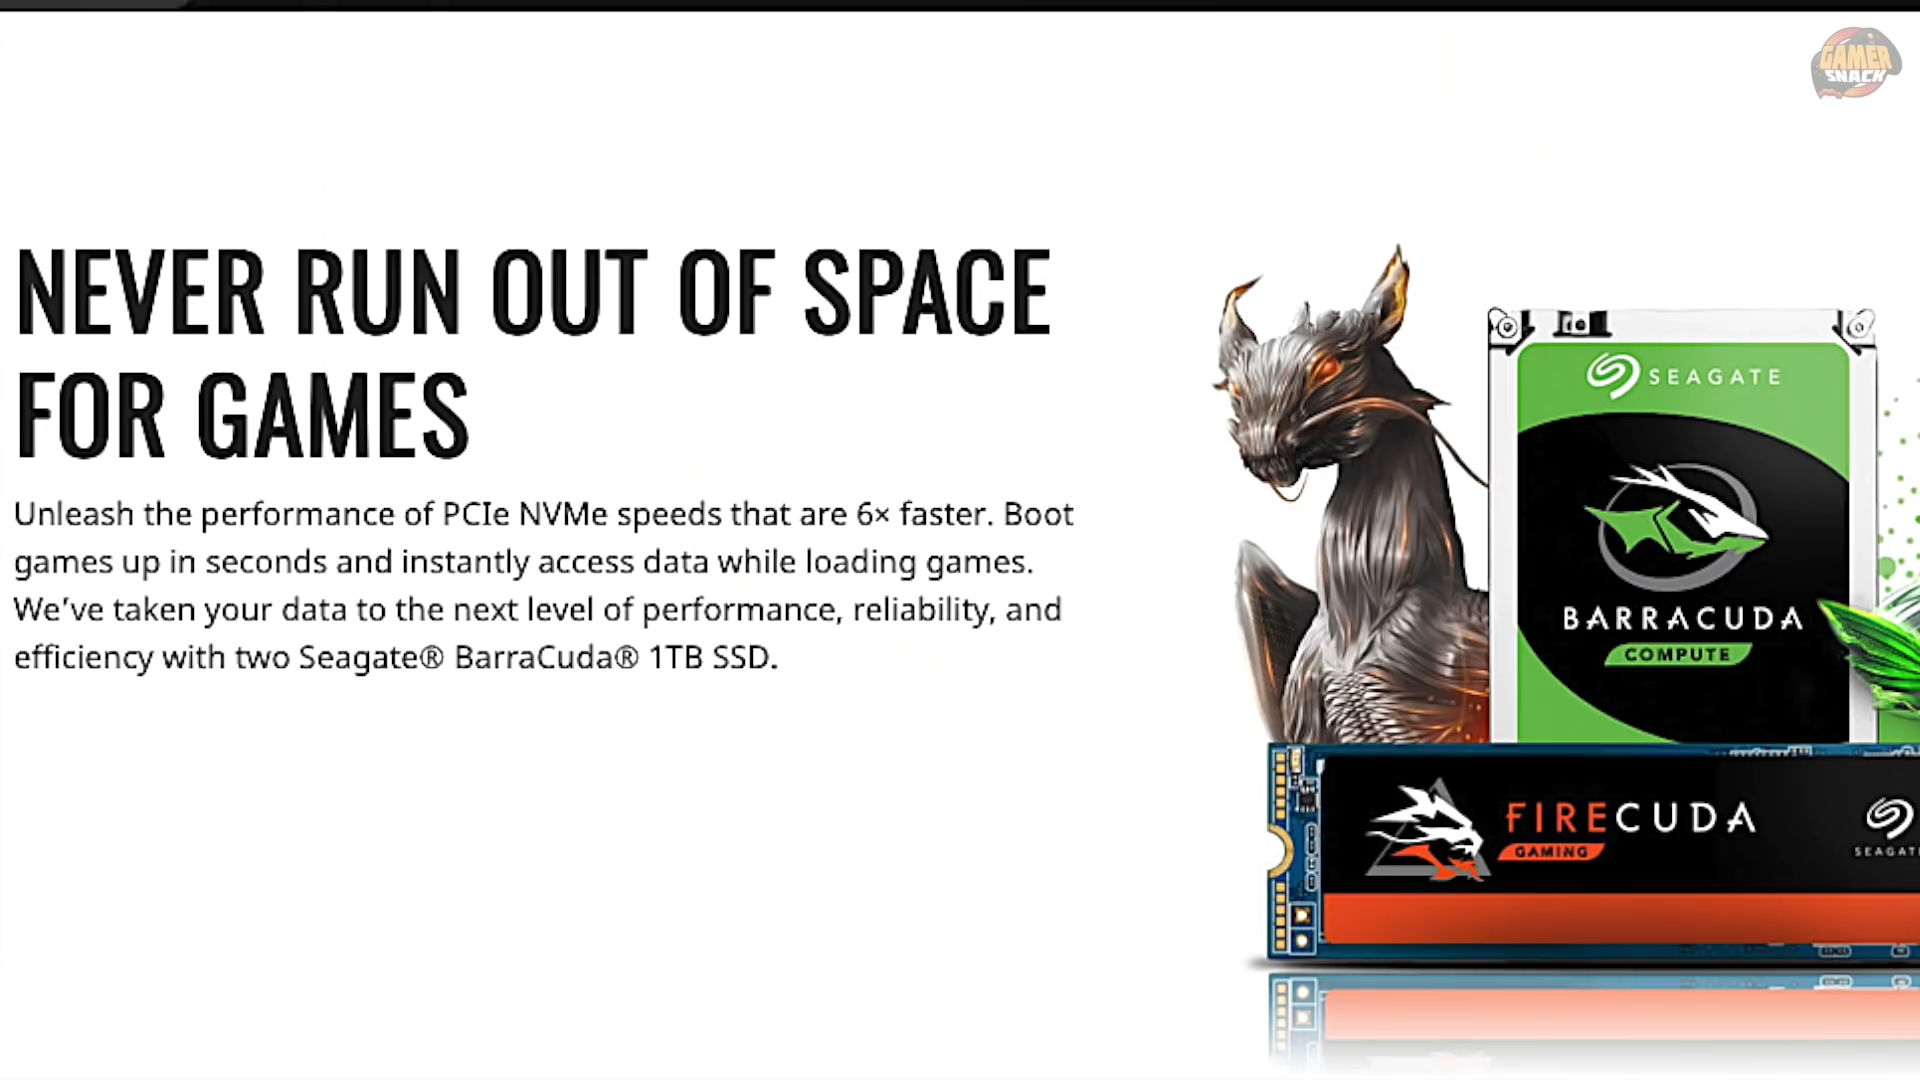 GAMER
SNACK
NEVER RUN OUT OF SPACE
FOR GAMES
Unleash the performance of PCIe NVMe speeds that are 6× faster. Boot
games up in seconds and instantly access data while loading games.
We’ve taken your data to the next level of performance, reliability, and
efficiency with two Seagate® BarraCuda® 1TB SSD.
SEAGATE
BARRACUDA
COMPUTE
FIRECUDA
GAMING
SEAGAT